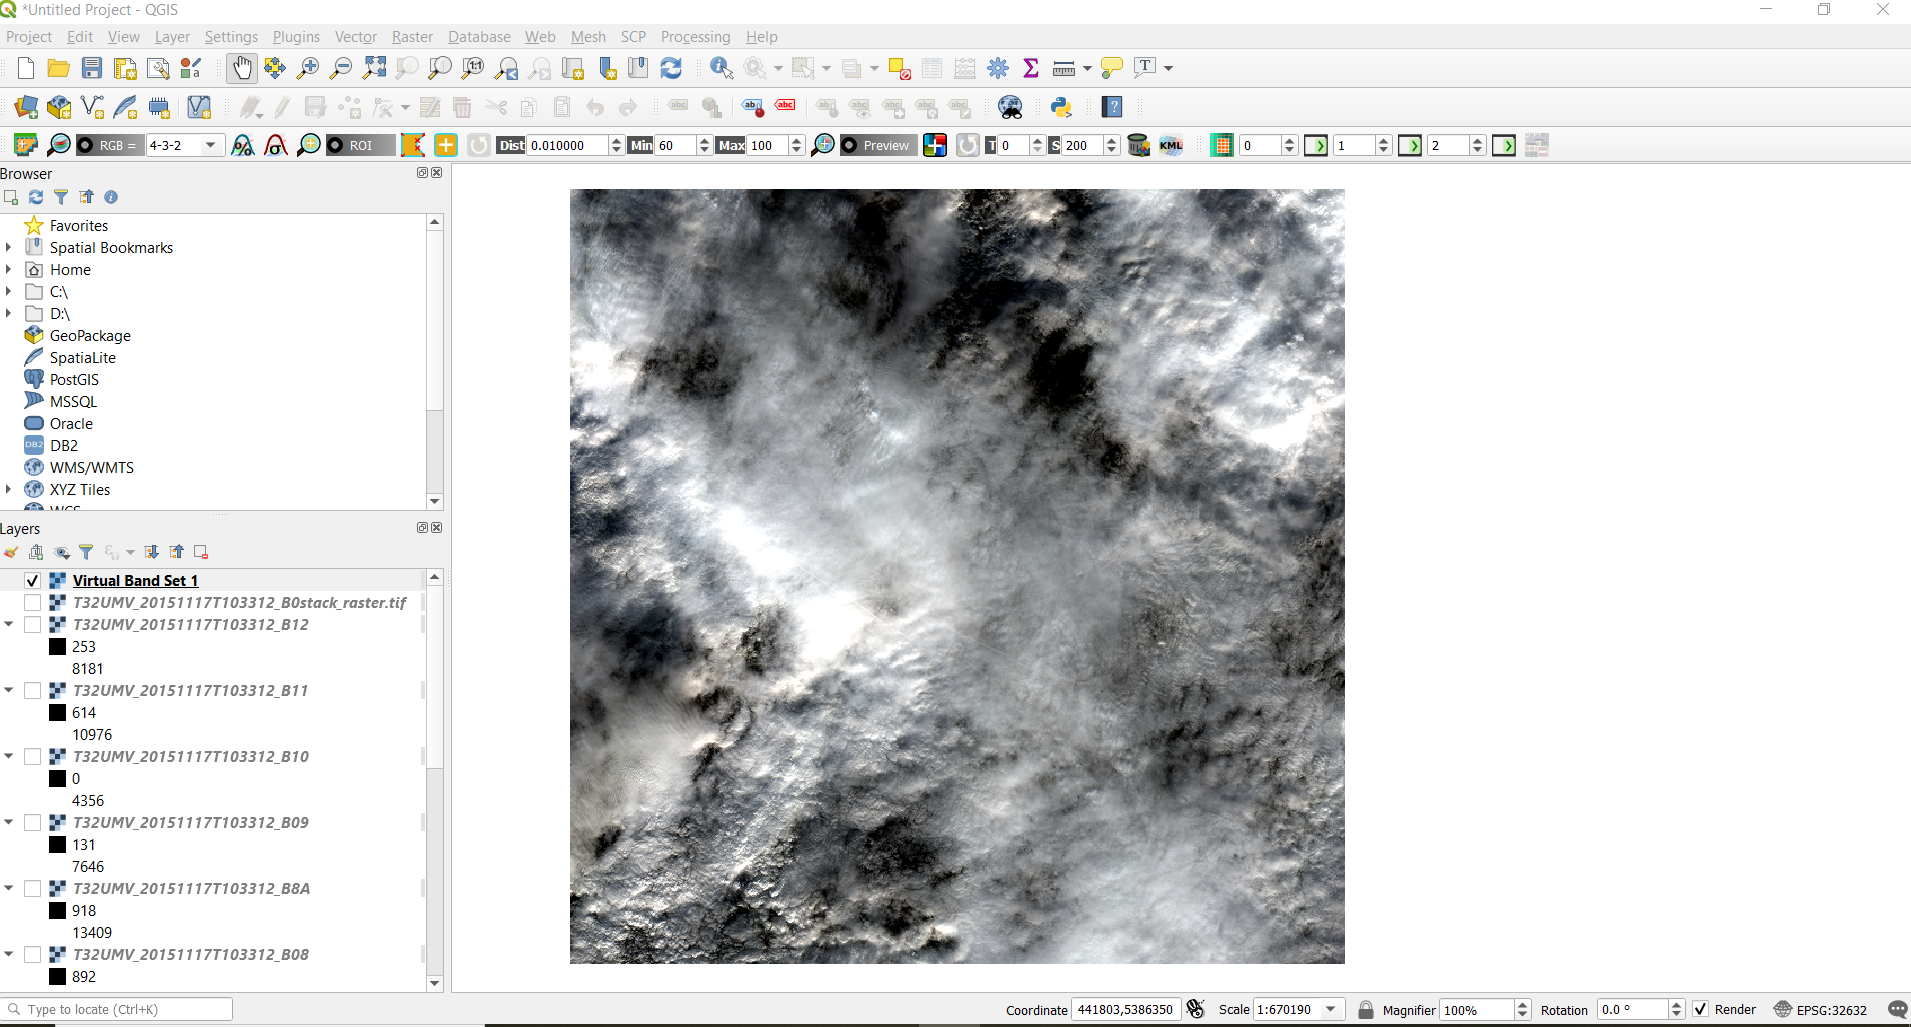 *Untitled Project - QGIS
Project Edit View Layer Settings Plugins Vector Raster Database Web Mesh SCP Processing Help
RGB = 4-3-2 ROI Dist 0.010000 Min 60 Max 100 Preview T 0 S 200 KML 0 1 2
Browser
Favorites
Spatial Bookmarks
Home
C:\
D:\
GeoPackage
SpatiaLite
PostGIS
MSSQL
Oracle
DB2
WMS/WMTS
XYZ Tiles
Layers
Virtual Band Set 1
T32UMV_20151117T103312_B0stack_raster.tif
T32UMV_20151117T103312_B12
253
8181
T32UMV_20151117T103312_B11
614
10976
T32UMV_20151117T103312_B10
0
4356
T32UMV_20151117T103312_B09
131
7646
T32UMV_20151117T103312_B8A
918
13409
T32UMV_20151117T103312_B08
892
Type to locate (Ctrl+K) Coordinate 441803,5386350 Scale 1:670190 Magnifier 100% Rotation 0.0 ° Render EPSG:32632